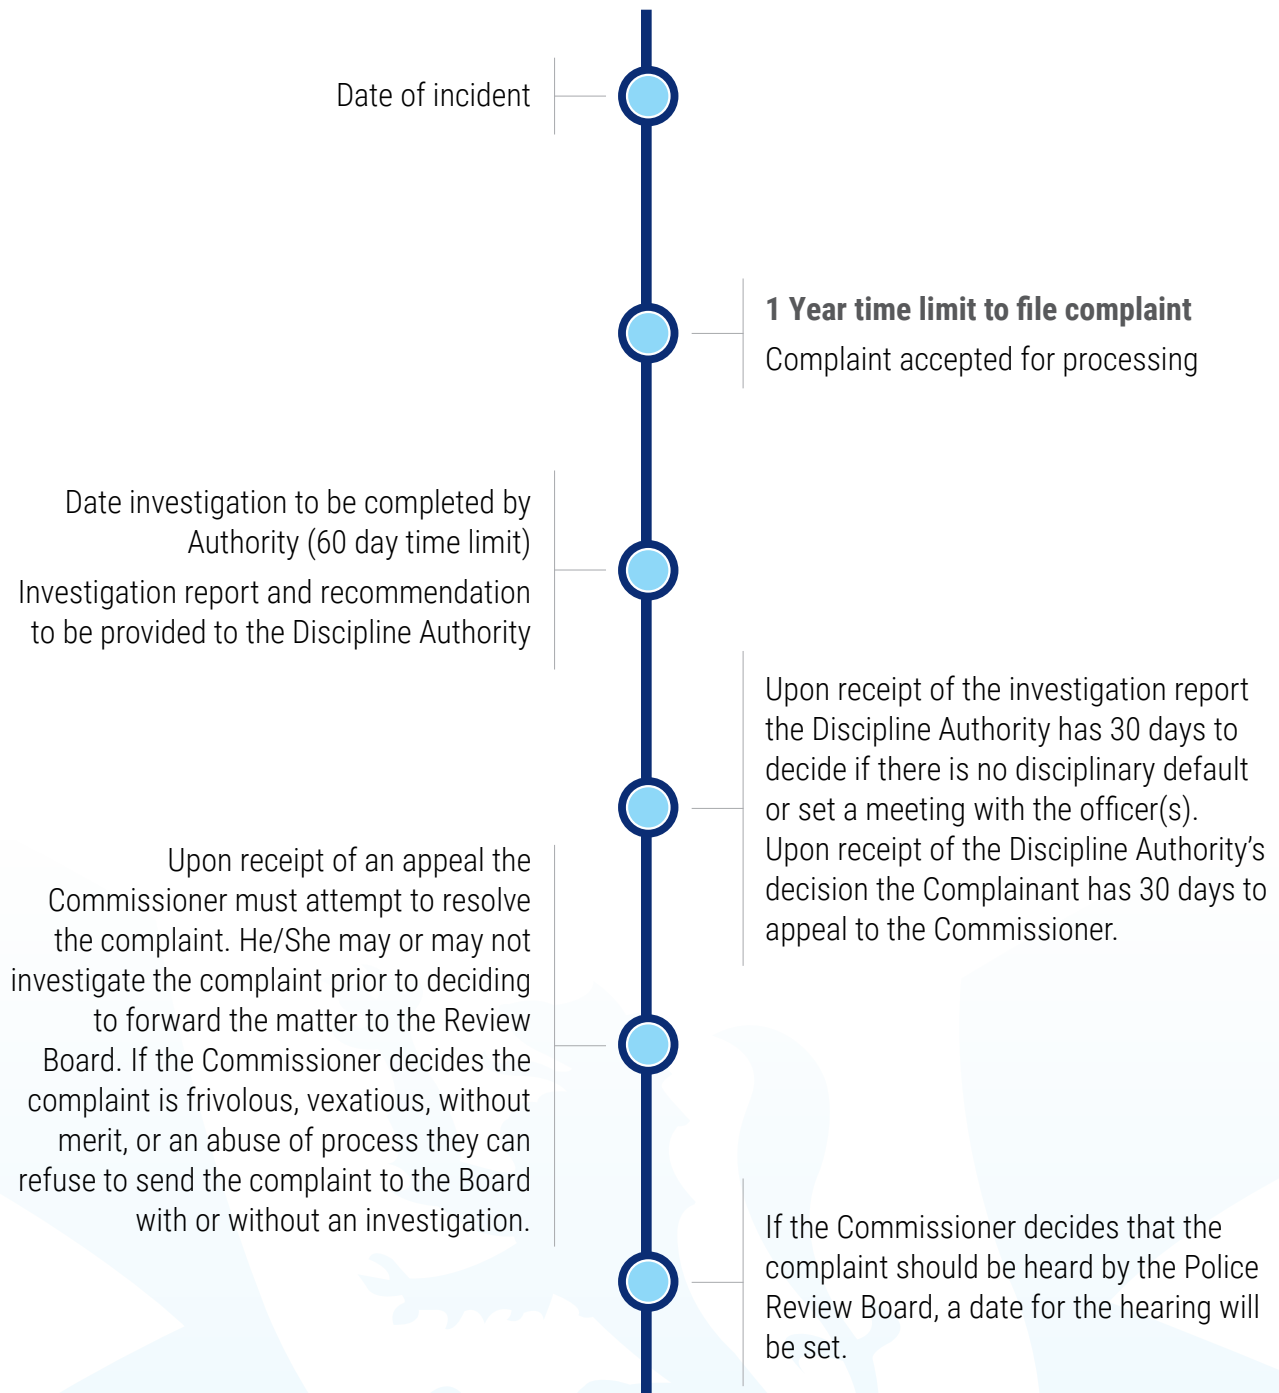 Date of incident
1 Year time limit to file complaint
Complaint accepted for processing
Date investigation to be completed by
Authority (60 day time limit)
Investigation report and recommendation
to be provided to the Discipline Authority
Upon receipt of the investigation report
the Discipline Authority has 30 days to
decide if there is no disciplinary default
or set a meeting with the officer(s).
Upon receipt of the Discipline Authority's
decision the Complainant has 30 days to
appeal to the Commissioner.
Upon receipt of an appeal the
Commissioner must attempt to resolve
the complaint. He/She may or may not
investigate the complaint prior to deciding
to forward the matter to the Review
Board. If the Commissioner decides the
complaint is frivolous, vexatious, without
merit, or an abuse of process they can
refuse to send the complaint to the Board
with or without an investigation.
If the Commissioner decides that the
complaint should be heard by the Police
Review Board, a date for the hearing will
be set.